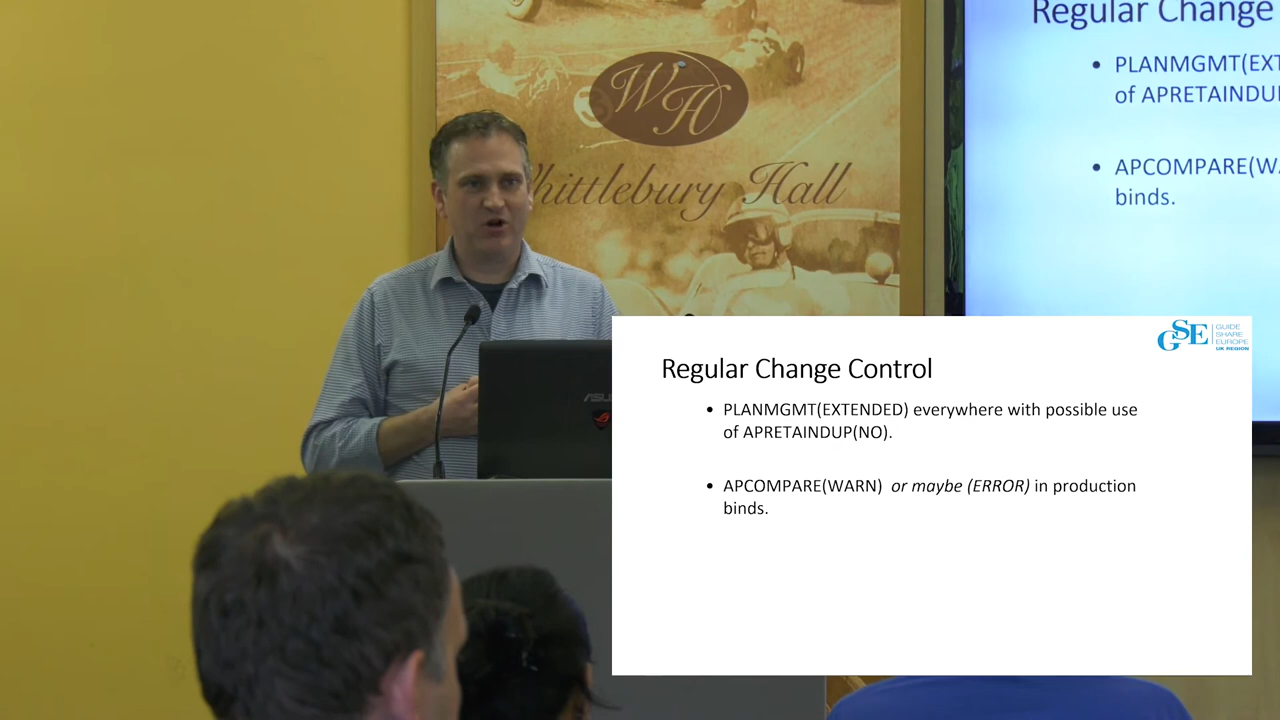 WH
Whittlebury Hall
Regular Change
PLANMGMT(EXT
of APRETAINDUP
APCOMPARE(WA
binds.
ASUS
GSE
GUIDE
SHARE
EUROPE
UK REGION
Regular Change Control
• PLANMGMT(EXTENDED) everywhere with possible use
of APRETAINDUP(NO).
• APCOMPARE(WARN) or maybe (ERROR) in production
binds.